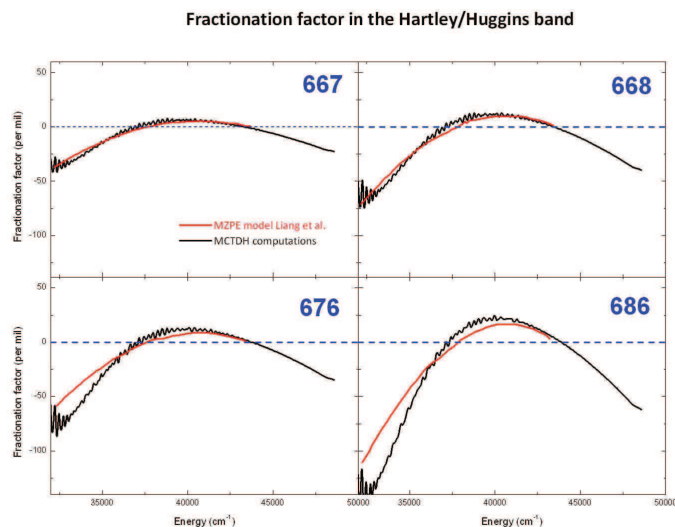 Fractionation factor in the Hartley/Huggins band
Fractionation factor (per mil)
50
0
-50
-100
667
MZPE model Liang et al.
MCTDH computations
668
Fractionation factor (per mil)
50
0
-50
-100
676
686
35000 40000 45000 50000 35000 40000 45000 50000
Energy (cm⁻¹) Energy (cm⁻¹)